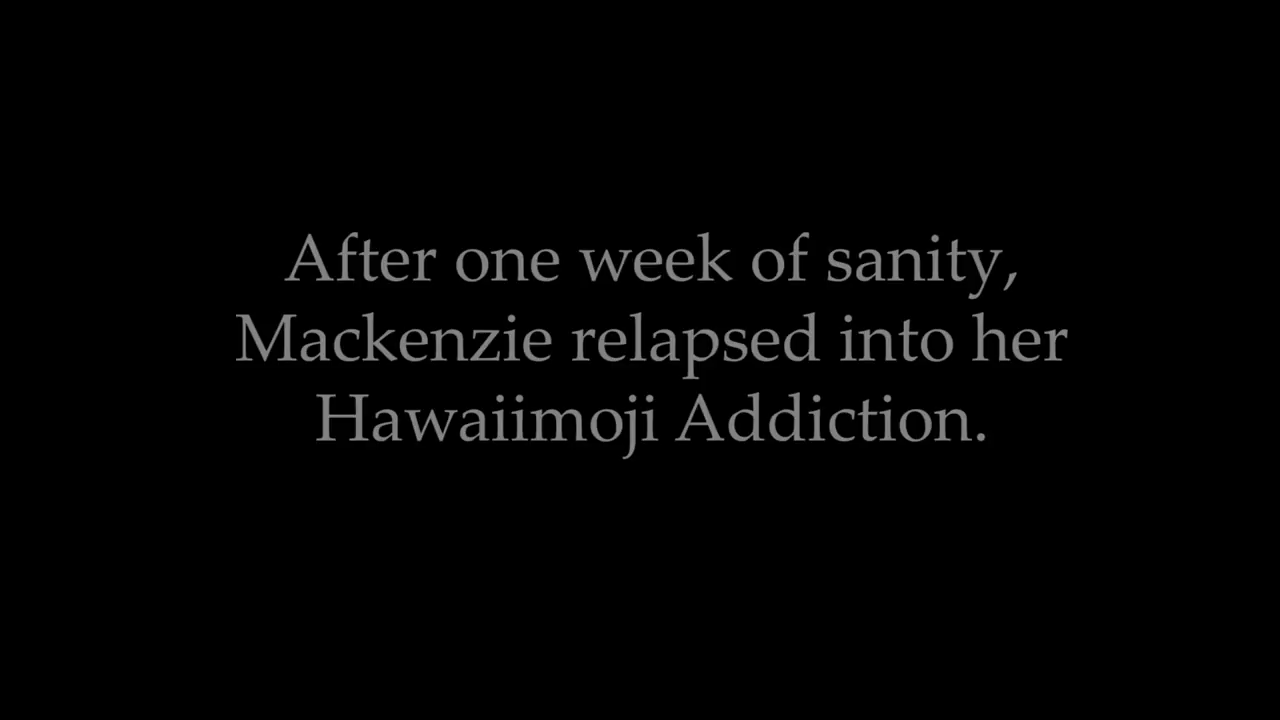 After one week of sanity,
Mackenzie relapsed into her
Hawaiimoji Addiction.